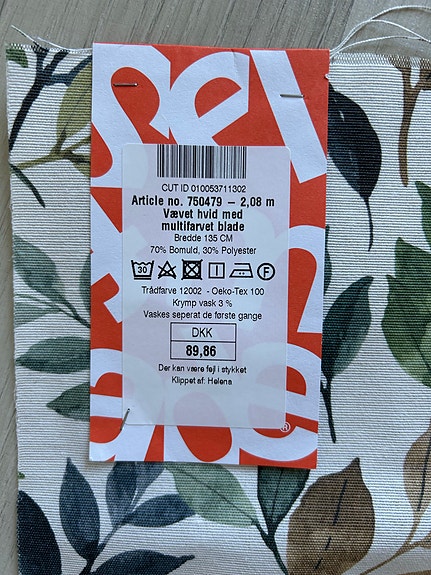 CUT ID 010053711302
Article no. 750479 – 2,08 m
Vævet hvid med
multifarvet blade
Bredde 135 CM
70% Bomuld, 30% Polyester
30 F
Trådfarve 12002 - Oeko-Tex 100
Krymp vask 3 %
Vaskes seperat de første gange
DKK
89,86
Der kan være fejl i stykket
Klippet af: Helena
®